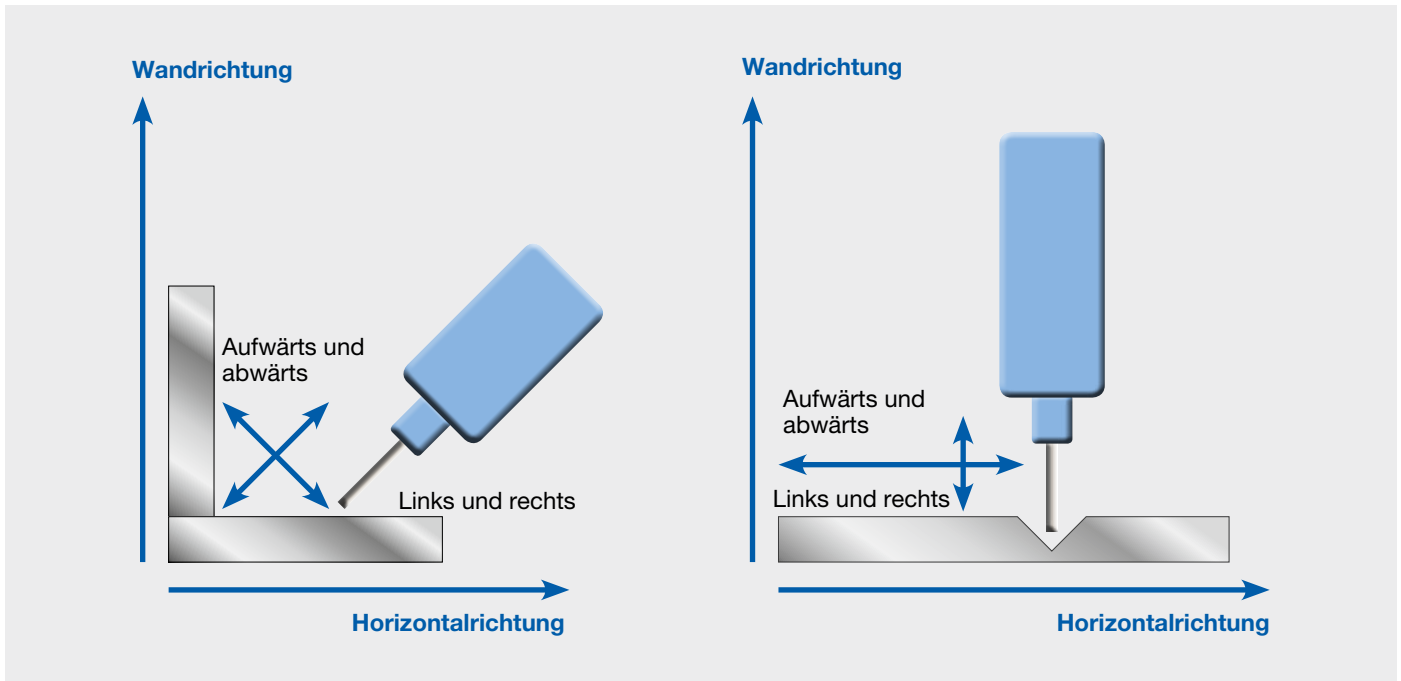 Wandrichtung
Aufwärts und
abwärts
Links und rechts
Horizontalrichtung
Wandrichtung
Aufwärts und
abwärts
Links und rechts
Horizontalrichtung